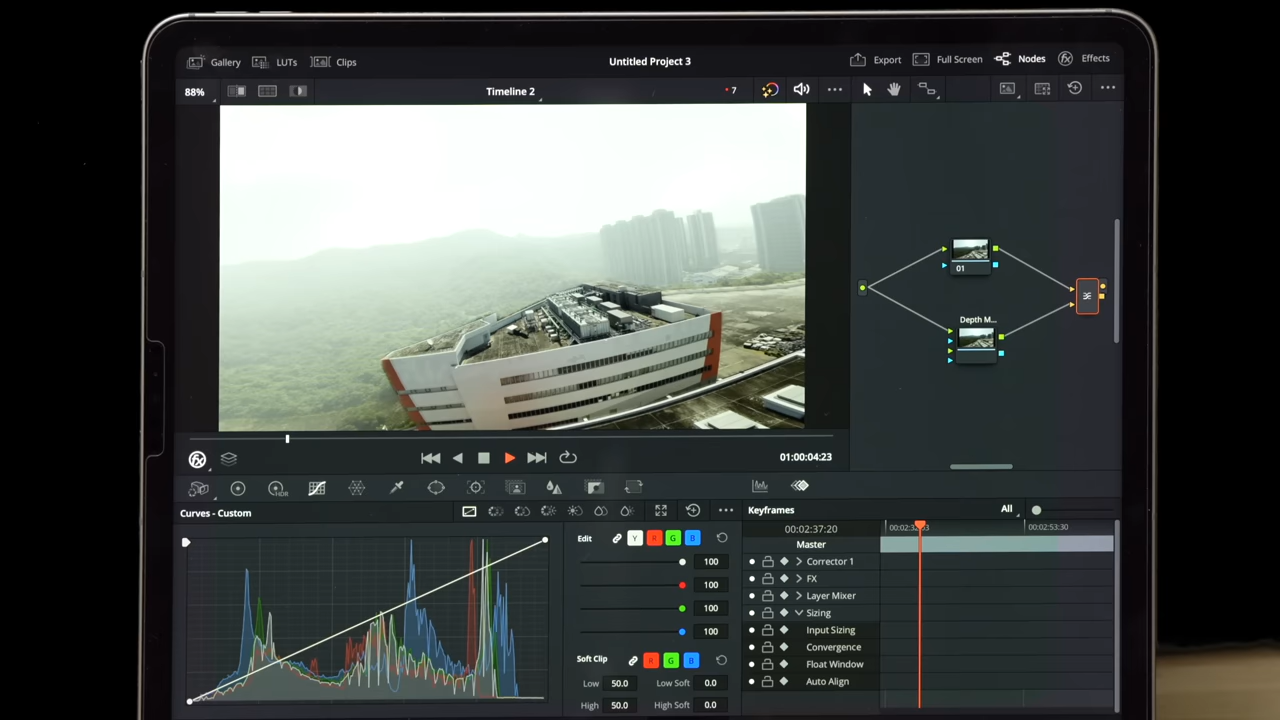 Gallery LUTs Clips Untitled Project 3 Export Full Screen Nodes Effects
88% Timeline 2 7
01
Depth M...
fx 01:00:04:23
HDR
Curves - Custom
Edit Y R G B
100
100
100
100
Soft Clip R G B
Low 50.0 Low Soft 0.0
High 50.0 High Soft 0.0
Keyframes All
00:02:37:20 00:02:53:30
Master
Corrector 1
FX
Layer Mixer
Sizing
Input Sizing
Convergence
Float Window
Auto Align